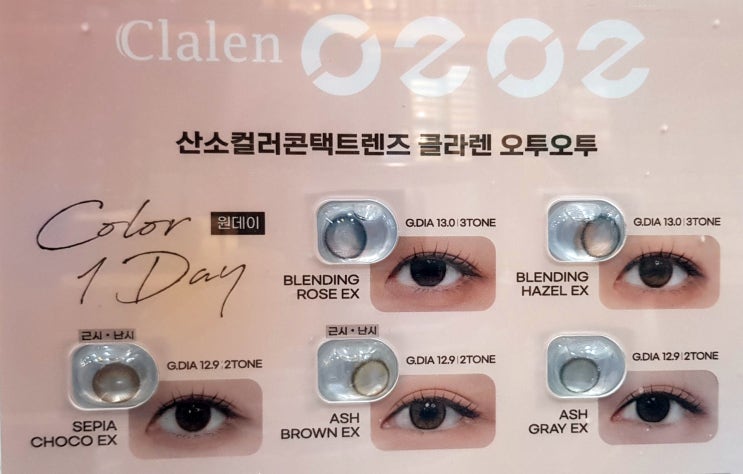 Clalen O2O2
산소컬러콘택트렌즈 클라렌 오투오투
Color 원데이
1 Day
G.DIA 13.0 | 3TONE
BLENDING
ROSE EX
G.DIA 13.0 | 3TONE
BLENDING
HAZEL EX
근시・난시
G.DIA 12.9 | 2TONE
SEPIA
CHOCO EX
근시・난시
G.DIA 12.9 | 2TONE
ASH
BROWN EX
G.DIA 12.9 | 2TONE
ASH
GRAY EX